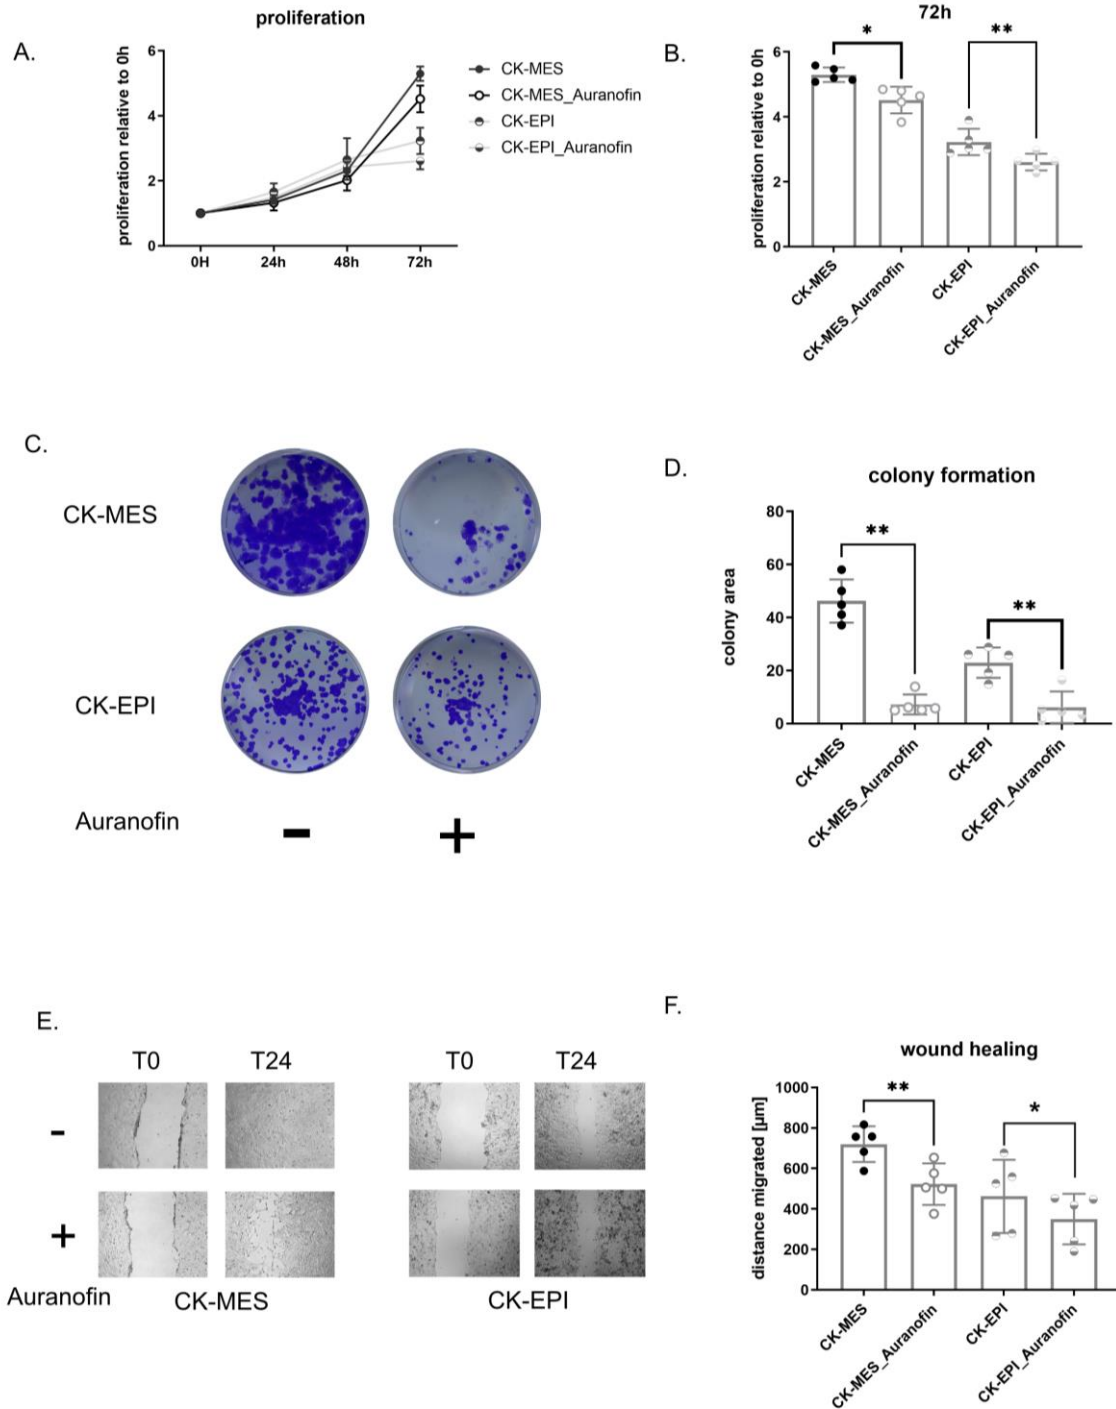 A.
proliferation
proliferation relative to 0h
6
4
2
0
0H 24h 48h 72h
CK-MES
CK-MES_Auranofin
CK-EPI
CK-EPI_Auranofin
B.
72h
proliferation relative to 0h
6
4
2
0
* **
CK-MES
CK-MES_Auranofin
CK-EPI
CK-EPI_Auranofin
C.
CK-MES
CK-EPI
Auranofin - +
D.
colony formation
colony area
80
60
40
20
0
** **
CK-MES
CK-MES_Auranofin
CK-EPI
CK-EPI_Auranofin
E.
T0 T24 T0 T24
-
+
Auranofin CK-MES CK-EPI
F.
wound healing
distance migrated [µm]
1000
800
600
400
200
0
** *
CK-MES
CK-MES_Auranofin
CK-EPI
CK-EPI_Auranofin